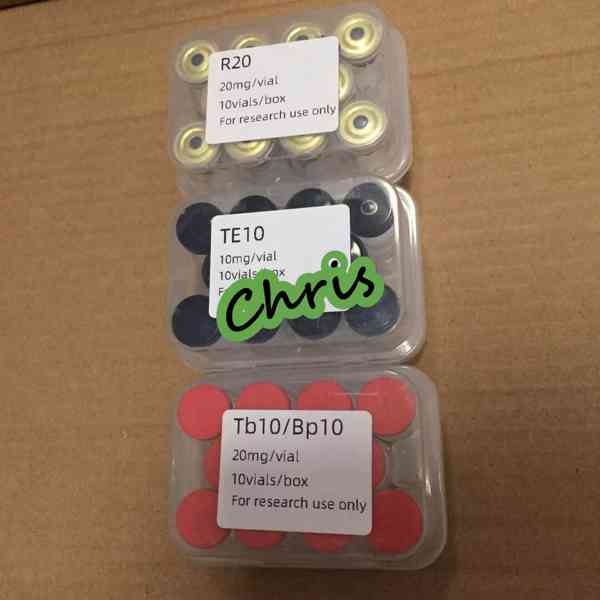 R20
20mg/vial
10vials/box
For research use only
TE10
10mg/vial
10vials/box
Chris
Tb10/Bp10
20mg/vial
10vials/box
For research use only